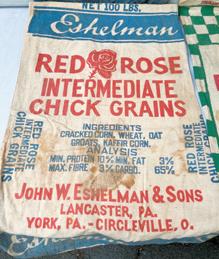 NET 100 LBS.
Eshelman
RED ROSE
INTERMEDIATE
CHICK GRAINS
INGREDIENTS
CRACKED CORN, WHEAT, OAT
GROATS, KAFFIR CORN.
ANALYSIS
MIN. PROTEIN 10% MIN. FAT 3%
MAX. FIBRE 3% CARBO. 65%
RED ROSE
INTERMEDIATE
CHICK GRAINS
RED ROSE
INTERMEDIATE
JOHN W. ESHELMAN & SONS
LANCASTER, PA.
YORK, PA.-CIRCLEVILLE, O.
Eshelman